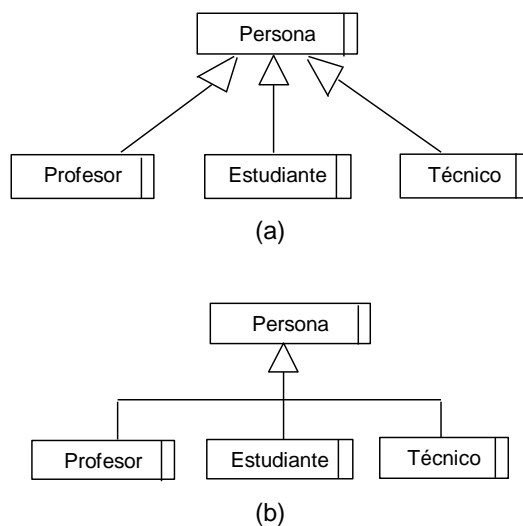 Persona
Profesor Estudiante Técnico
(a)
Persona
Profesor Estudiante Técnico
(b)